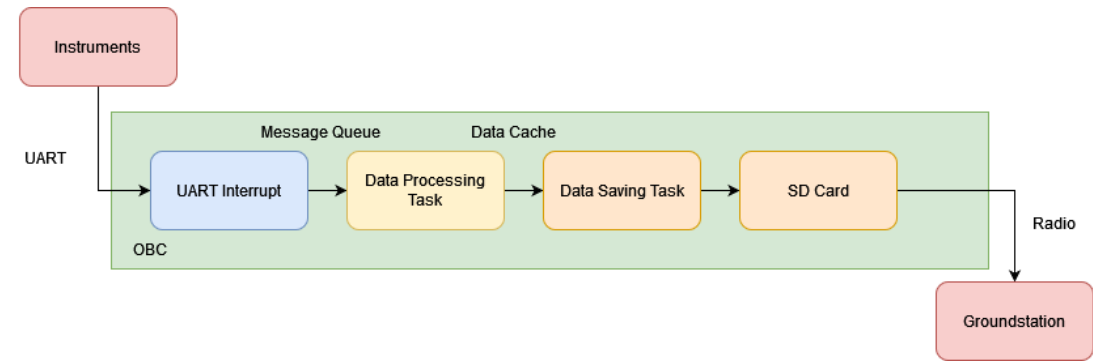 Instruments
UART
Message Queue
Data Cache
UART Interrupt
Data Processing
Task
Data Saving Task
SD Card
OBC
Radio
Groundstation